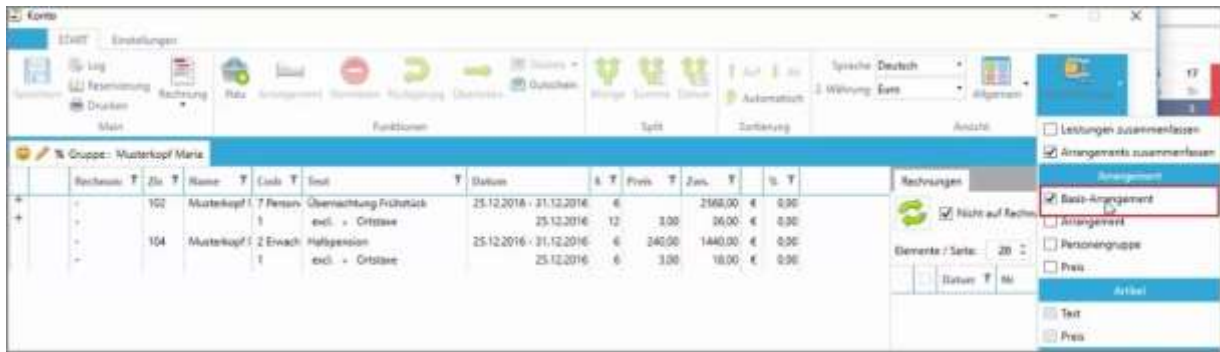 Konto
START Einstellungen
Log
Reservierung
Drucken
Rechnung
Neu
Gutschein
Automatisch
Sprache Deutsch
2. Währung Euro
Allgemein
17
Main Funktionen Split Sortierung Ansicht
Leistungen zusammenfassen
Arrangements zusammenfassen
Gruppe: Musterkopf Maria
Arrangement
Zln Name Code Text Datum Preis %
Rechnungen
102 Musterkopf 7 Person Übernachtung Frühstück 25.12.2016 - 31.12.2016 6 2568,00 € 0,00
Basis-Arrangement
1 excl. Ortstaxe 25.12.2016 12 3,00 36,00 € 0,00
Nicht auf
Arrangement
104 Musterkopf 2 Erwach Halbpension 25.12.2016 - 31.12.2016 6 240,00 1440,00 € 0,00
Elemente / Seite: 20
Personengruppe
1 excl. Ortstaxe 25.12.2016 6 3,00 18,00 € 0,00
Preis
Datum Nr.
Artikel
Text
Preis